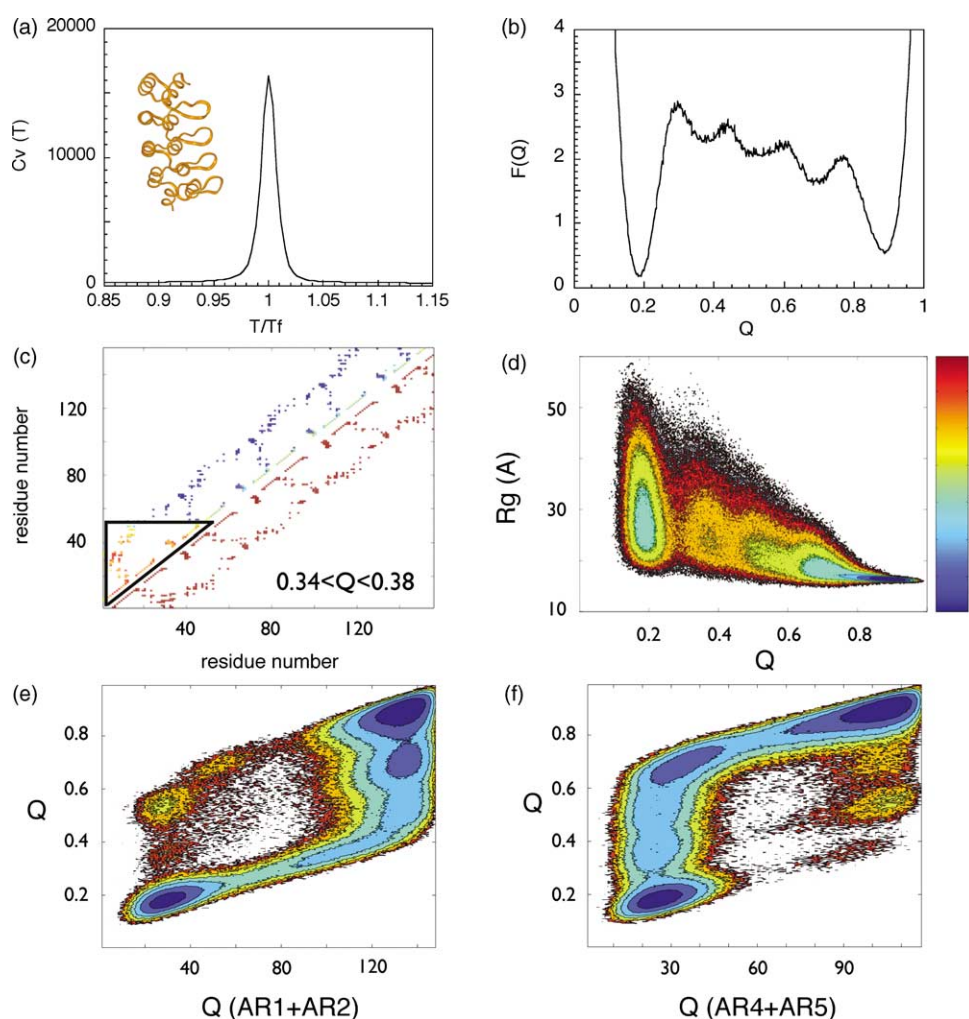 (a)
20000
10000
0
Cv (T)
0.85 0.9 0.95 1 1.05 1.1 1.15
T/Tf
(b)
4
3
2
1
0
F(Q)
0 0.2 0.4 0.6 0.8 1
Q
(c)
120
80
40
residue number
0.34<Q<0.38
40 80 120
residue number
(d)
50
30
10
Rg (A)
0.2 0.4 0.6 0.8
Q
(e)
0.8
0.6
0.4
0.2
Q
40 80 120
Q (AR1+AR2)
(f)
0.8
0.6
0.4
0.2
Q
30 60 90
Q (AR4+AR5)